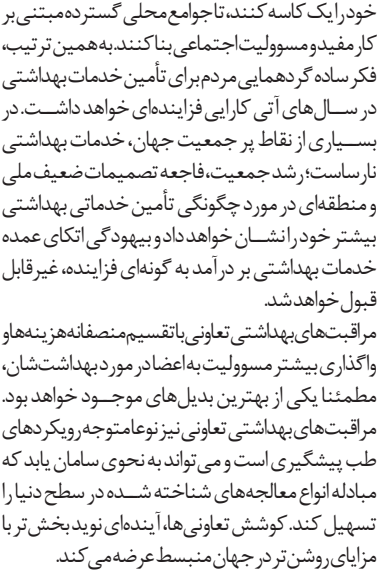 خود را یک کاسه کنند، تا جوامع محلی گسترده مبتنی بر
کار مفید و مسوولیت اجتماعی بنا کنند. به همین ترتیب،
فکر ساده گردهمایی مردم برای تأمین خدمات بهداشتی
در سال‌های آتی کارایی فزاینده‌ای خواهد داشت. در
بسیاری از نقاط پر جمعیت جهان، خدمات بهداشتی
نارساست؛ رشد جمعیت، فاجعه تصمیمات ضعیف ملی
و منطقه‌ای در مورد چگونگی تأمین خدماتی بهداشتی
بیشتر خود را نشان خواهد داد و بیهودگی اتکای عمده
خدمات بهداشتی بر درآمد به گونه‌ای فزاینده، غیرقابل
قبول خواهد شد.
مراقبت‌های بهداشتی تعاونی با تقسیم منصفانه هزینه‌ها و
واگذاری بیشتر مسوولیت به اعضا در مورد بهداشت‌شان،
مطمئنا یکی از بهترین بدیل‌های موجود خواهد بود.
مراقبت‌های بهداشتی تعاونی نیز نوعا متوجه رویکردهای
طب پیشگیری است و می‌تواند به نحوی سامان یابد که
مبادله انواع معالجه‌های شناخته شده در سطح دنیا را
تسهیل کند. کوشش تعاونی‌ها، آینده‌ای نویدبخش‌تر با
مزایای روشن‌تر در جهان منبسط عرضه می‌کند.